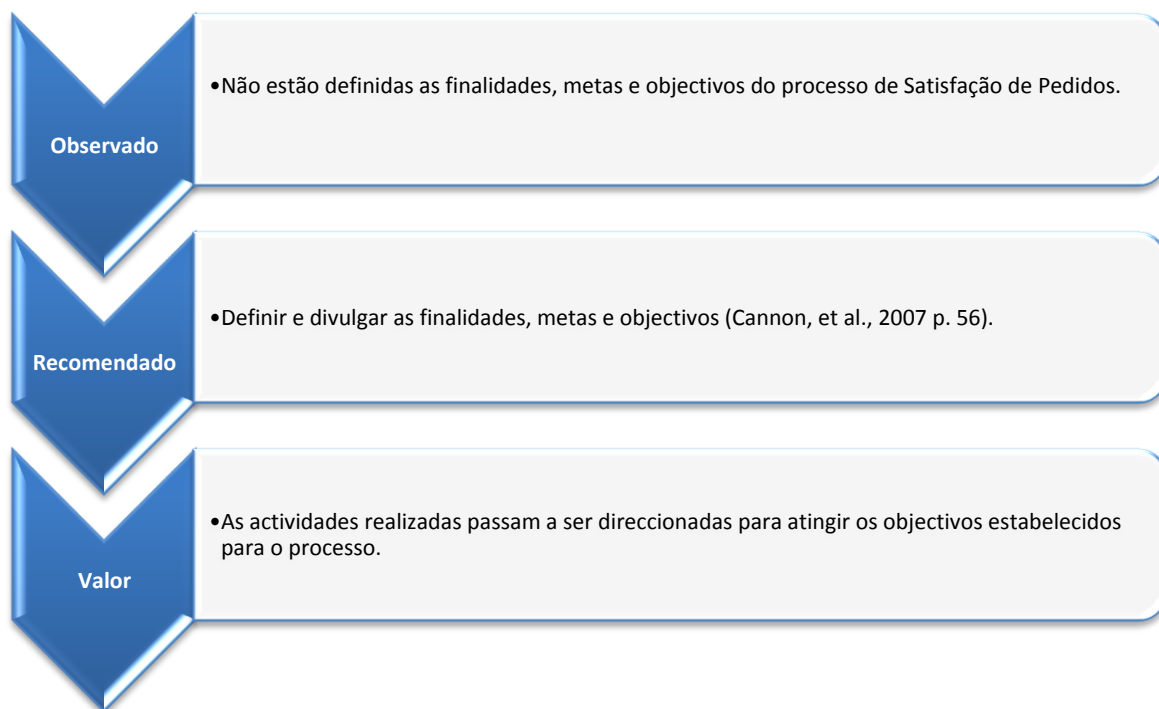 Observado
•Não estão definidas as finalidades, metas e objectivos do processo de Satisfação de Pedidos.
Recomendado
•Definir e divulgar as finalidades, metas e objectivos (Cannon, et al., 2007 p. 56).
Valor
•As actividades realizadas passam a ser direccionadas para atingir os objectivos estabelecidos
para o processo.